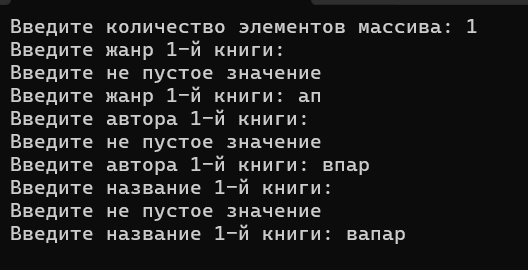 Введите количество элементов массива: 1
Введите жанр 1-й книги:
Введите не пустое значение
Введите жанр 1-й книги: ап
Введите автора 1-й книги:
Введите не пустое значение
Введите автора 1-й книги: впар
Введите название 1-й книги:
Введите не пустое значение
Введите название 1-й книги: вапар